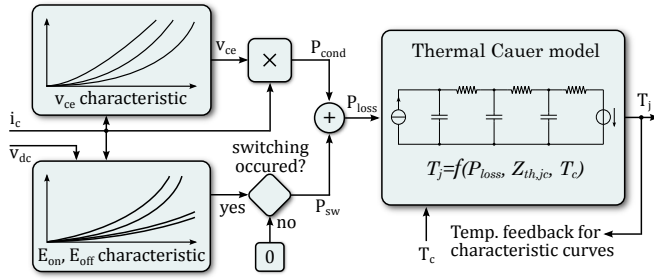 v_ce characteristic
v_ce
×
P_cond
i_c
v_dc
E_on, E_off characteristic
switching
occured?
yes
no
0
P_sw
+
P_loss
Thermal Cauer model
T_j=f(P_loss, Z_th,jc, T_c)
T_j
T_c
Temp. feedback for
characteristic curves